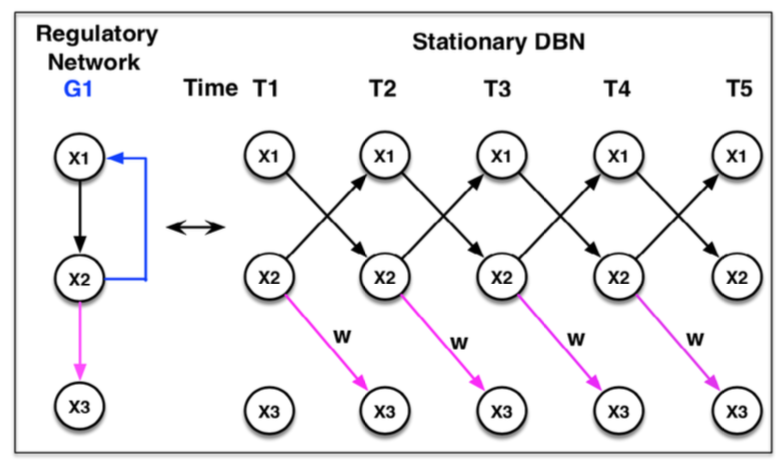 Regulatory
Network
G1
Stationary DBN
Time T1 T2 T3 T4 T5
X1 X1 X1 X1 X1 X1
X2 X2 X2 X2 X2 X2
w w w w
X3 X3 X3 X3 X3 X3